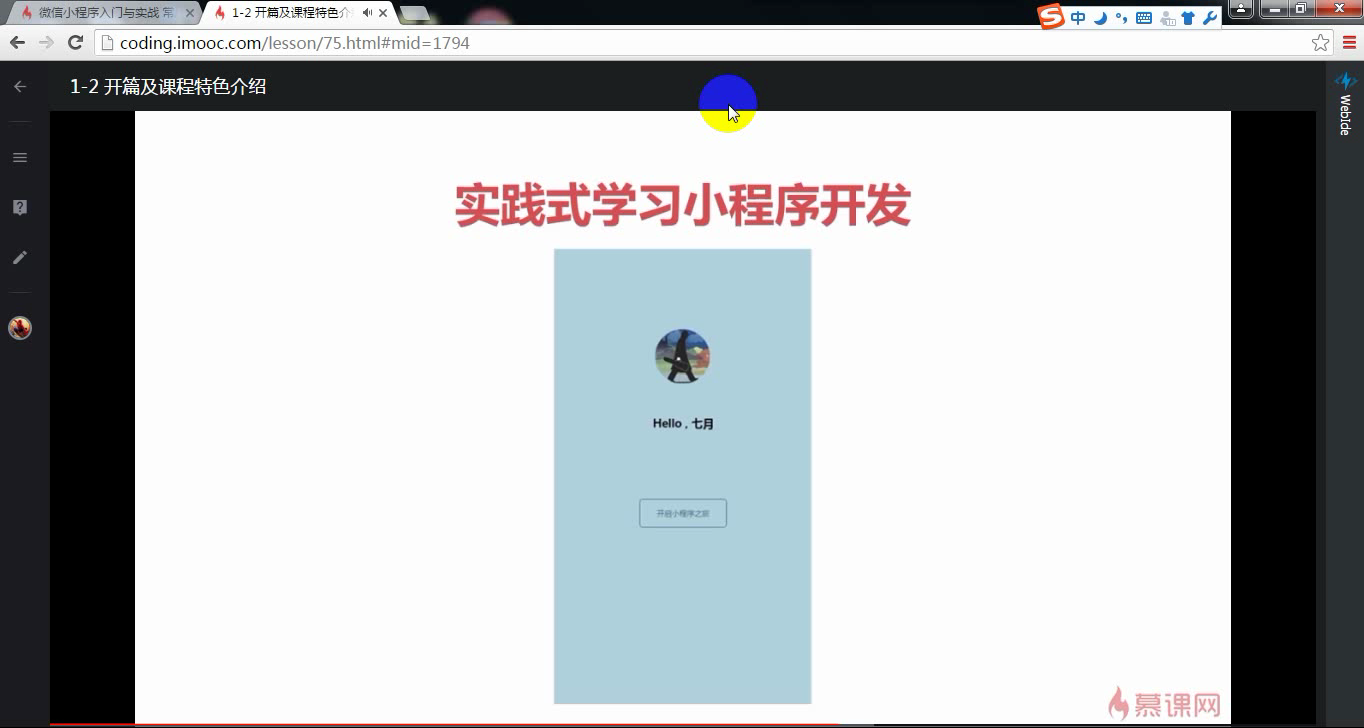 微信小程序入门与实战 常
1-2 开篇及课程特色介
中
coding.imooc.com/lesson/75.html#mid=1794
1-2 开篇及课程特色介绍
WebIde
实践式学习小程序开发
Hello , 七月
开启小程序之旅
慕课网